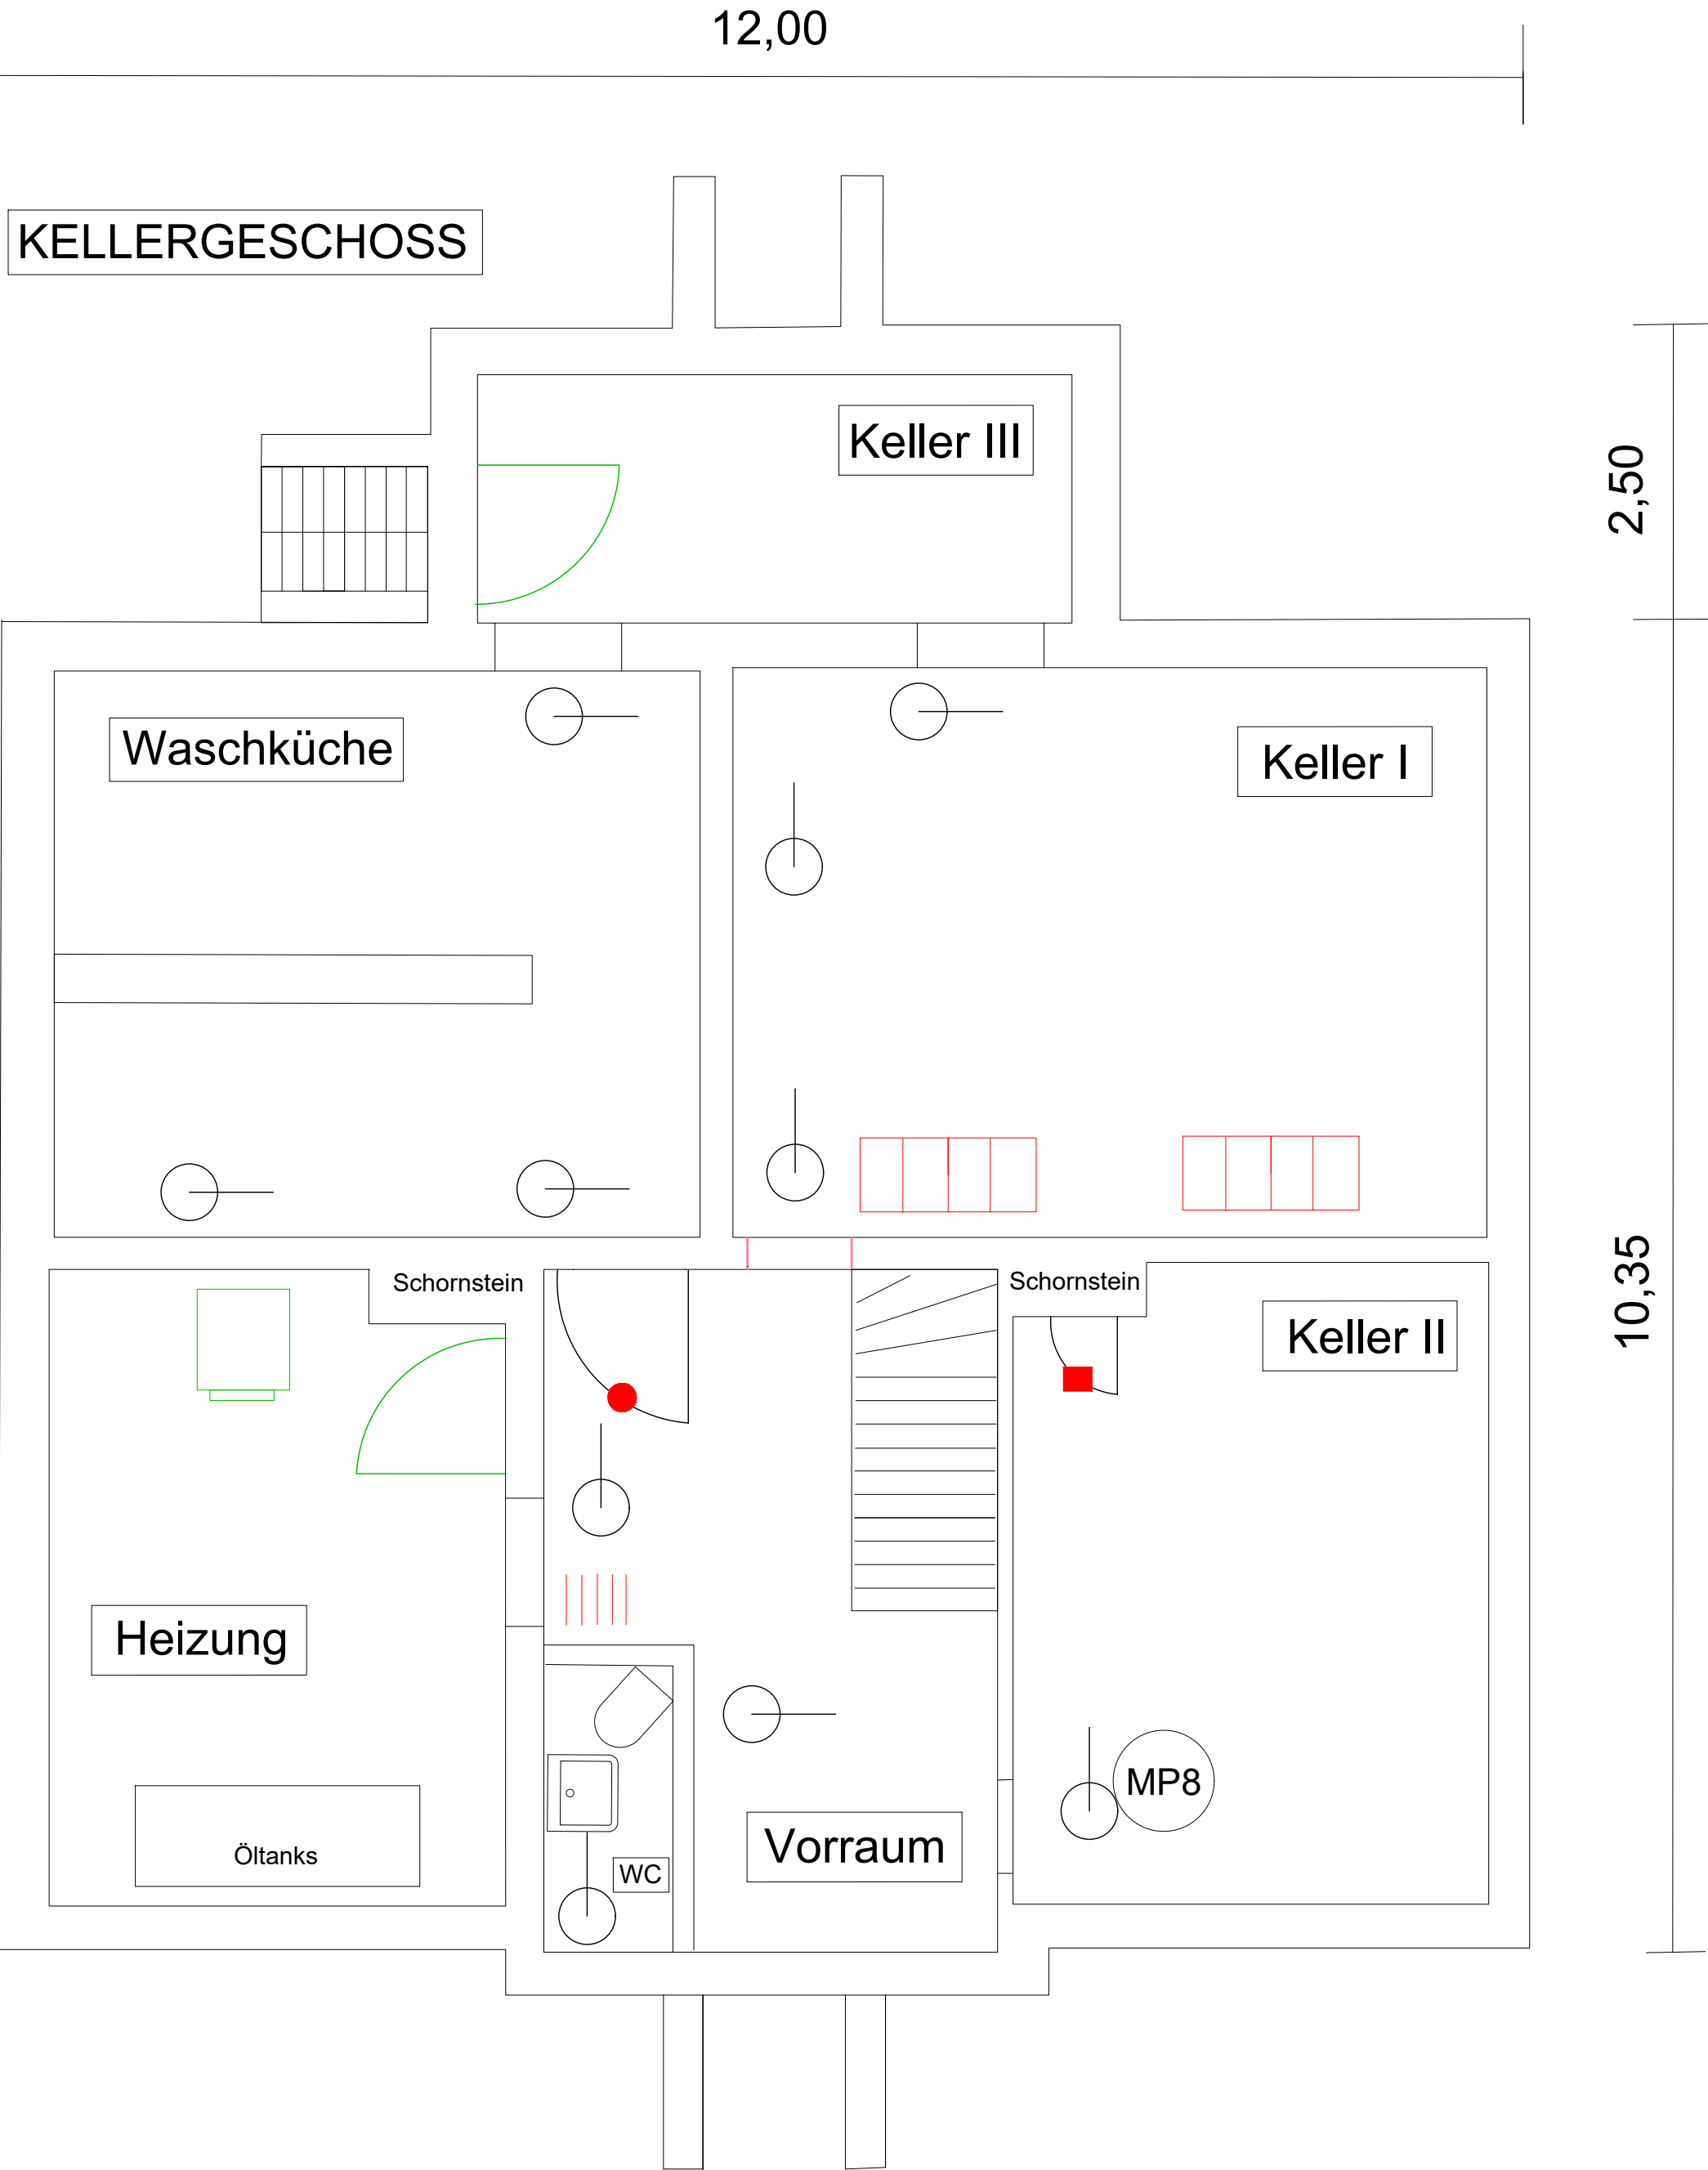 12,00
KELLERGESCHOSS
Keller III
2,50
Waschküche
Keller I
Schornstein
Schornstein
10,35
Keller II
Heizung
MP8
Vorraum
Öltanks
WC